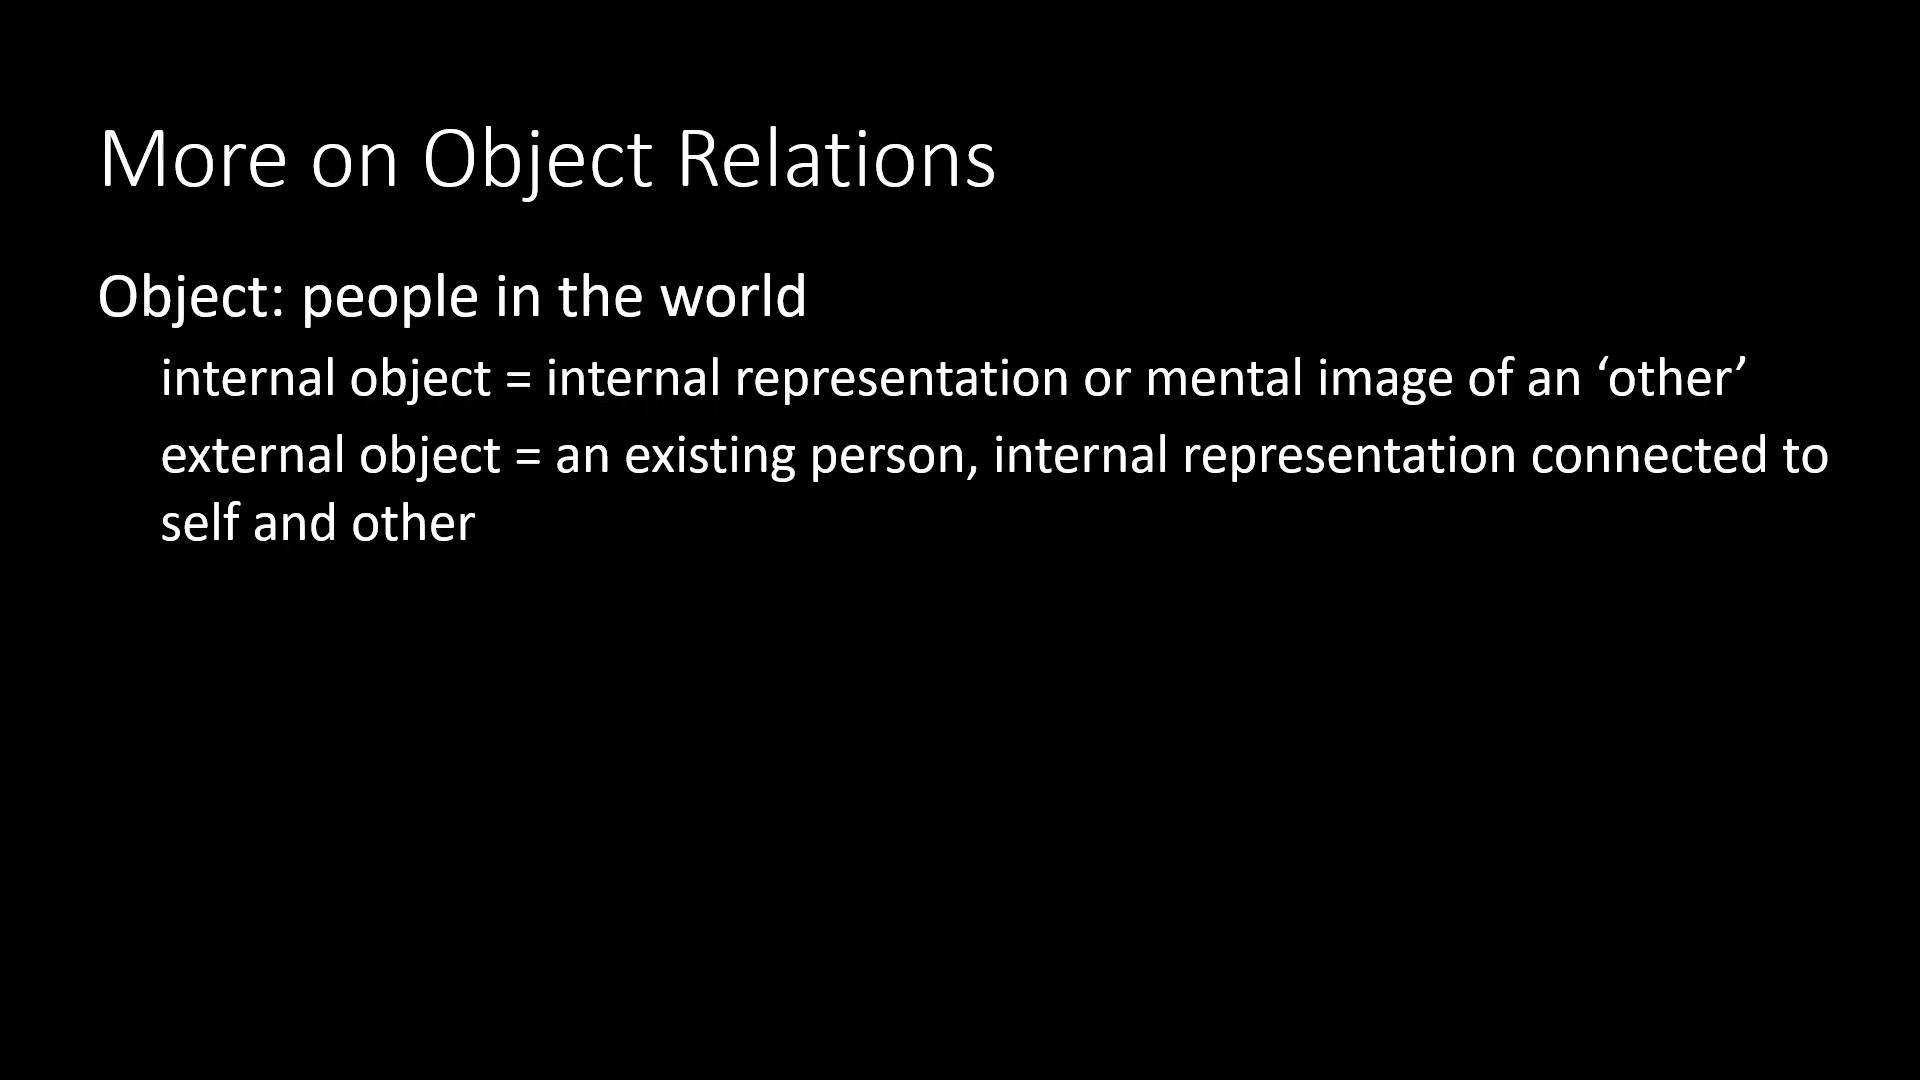 More on Object Relations
Object: people in the world
internal object = internal representation or mental image of an ‘other’
external object = an existing person, internal representation connected to
self and other